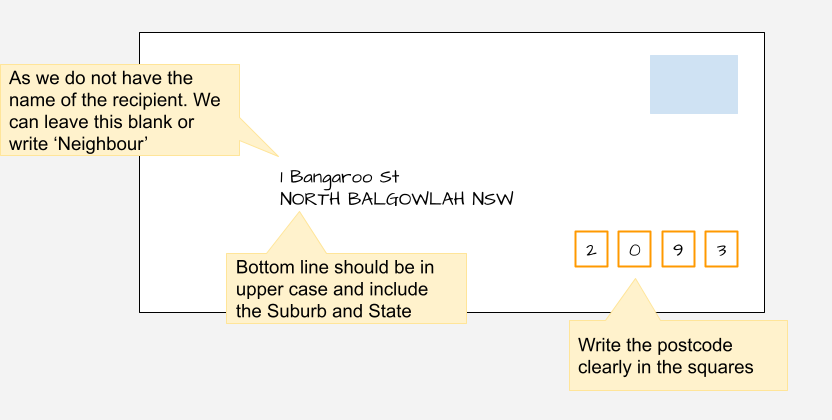 As we do not have the
name of the recipient. We
can leave this blank or
write ‘Neighbour’
1 Bangaroo St
NORTH BALGOWLAH NSW
2 0 9 3
Bottom line should be in
upper case and include
the Suburb and State
Write the postcode
clearly in the squares